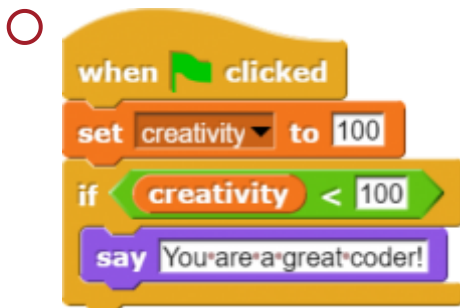 when clicked
set creativity to 100
if creativity < 100
say You are a great coder!